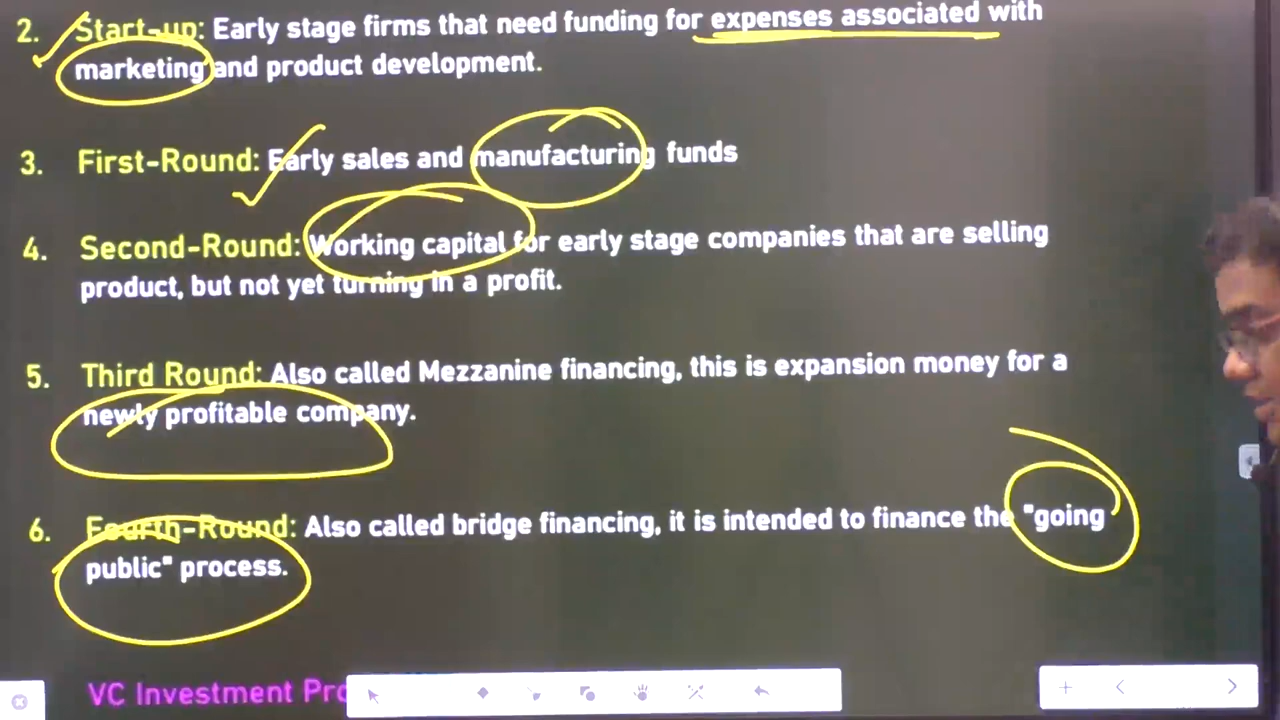 2. Start-up: Early stage firms that need funding for expenses associated with
marketing and product development.
3. First-Round: Early sales and manufacturing funds
4. Second-Round: Working capital for early stage companies that are selling
product, but not yet turning in a profit.
5. Third Round: Also called Mezzanine financing, this is expansion money for a
newly profitable company.
6. Fourth-Round: Also called bridge financing, it is intended to finance the "going
public" process.
VC Investment